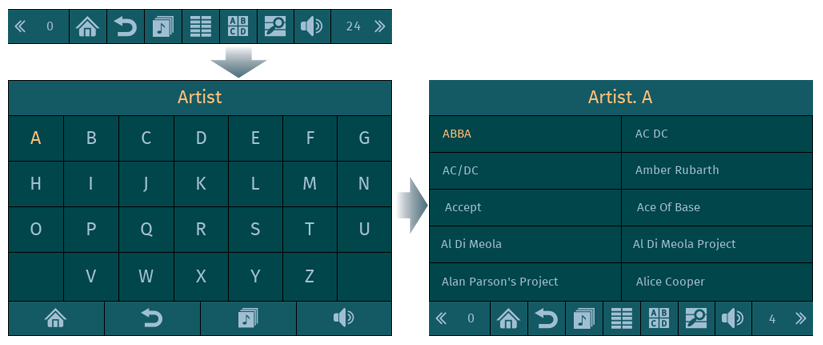 « 0 A B C D 24 »
Artist
A B C D E F G
H I J K L M N
O P Q R S T U
V W X Y Z
Artist. A
ABBA AC DC
AC/DC Amber Rubarth
Accept Ace Of Base
Al Di Meola Al Di Meola Project
Alan Parson's Project Alice Cooper
« 0 A B C D 4 »